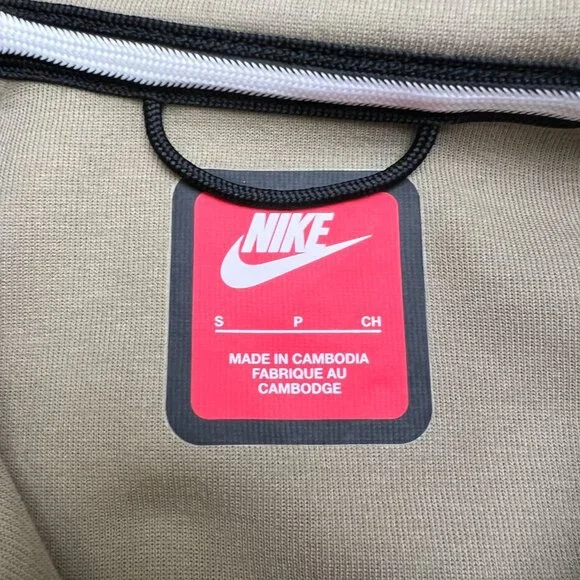 NIKE
S P CH
MADE IN CAMBODIA
FABRIQUE AU
CAMBODGE